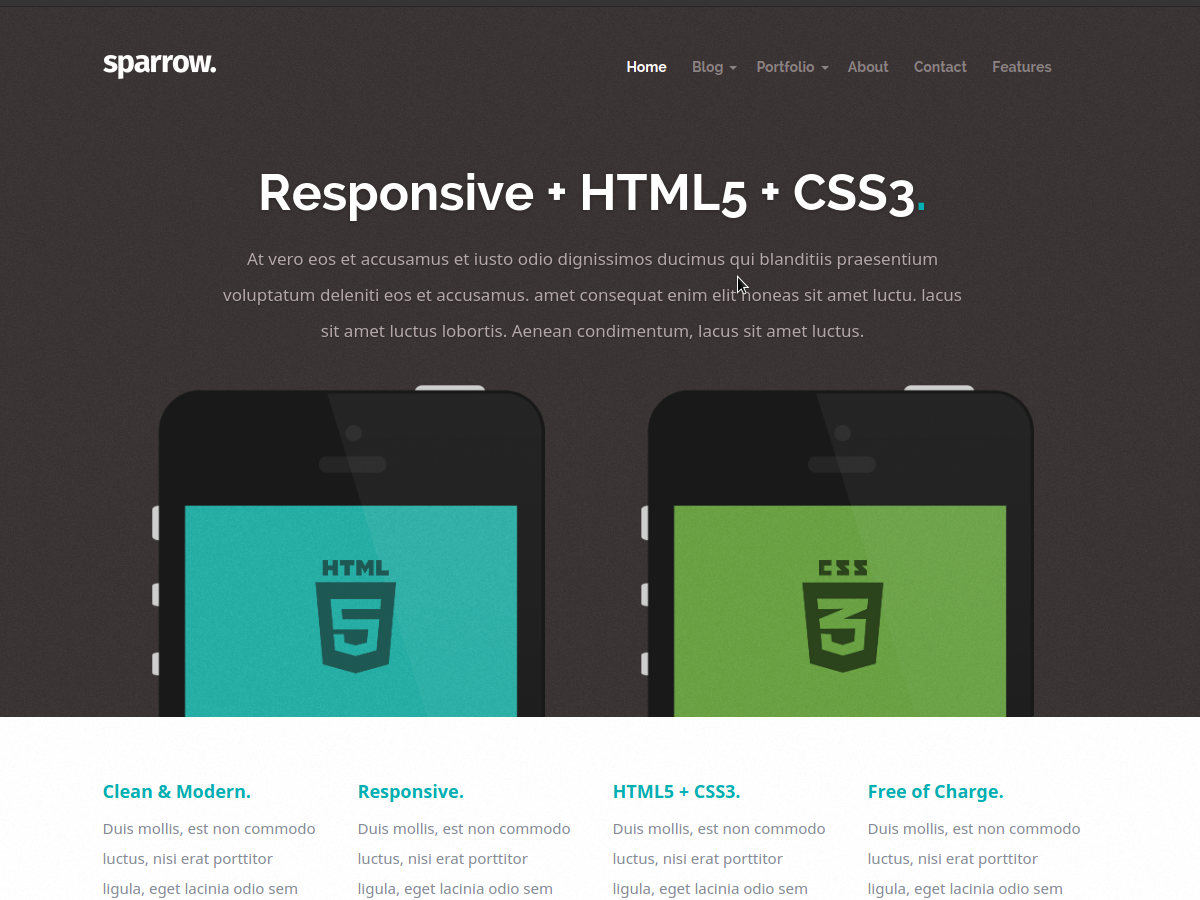 sparrow.
Home Blog Portfolio About Contact Features
Responsive + HTML5 + CSS3.
At vero eos et accusamus et iusto odio dignissimos ducimus qui blanditiis praesentium
voluptatum deleniti eos et accusamus. amet consequat enim elit noneas sit amet luctu. lacus
sit amet luctus lobortis. Aenean condimentum, lacus sit amet luctus.
HTML
5
CSS
3
Clean & Modern.
Duis mollis, est non commodo
luctus, nisi erat porttitor
ligula, eget lacinia odio sem
Responsive.
Duis mollis, est non commodo
luctus, nisi erat porttitor
ligula, eget lacinia odio sem
HTML5 + CSS3.
Duis mollis, est non commodo
luctus, nisi erat porttitor
ligula, eget lacinia odio sem
Free of Charge.
Duis mollis, est non commodo
luctus, nisi erat porttitor
ligula, eget lacinia odio sem